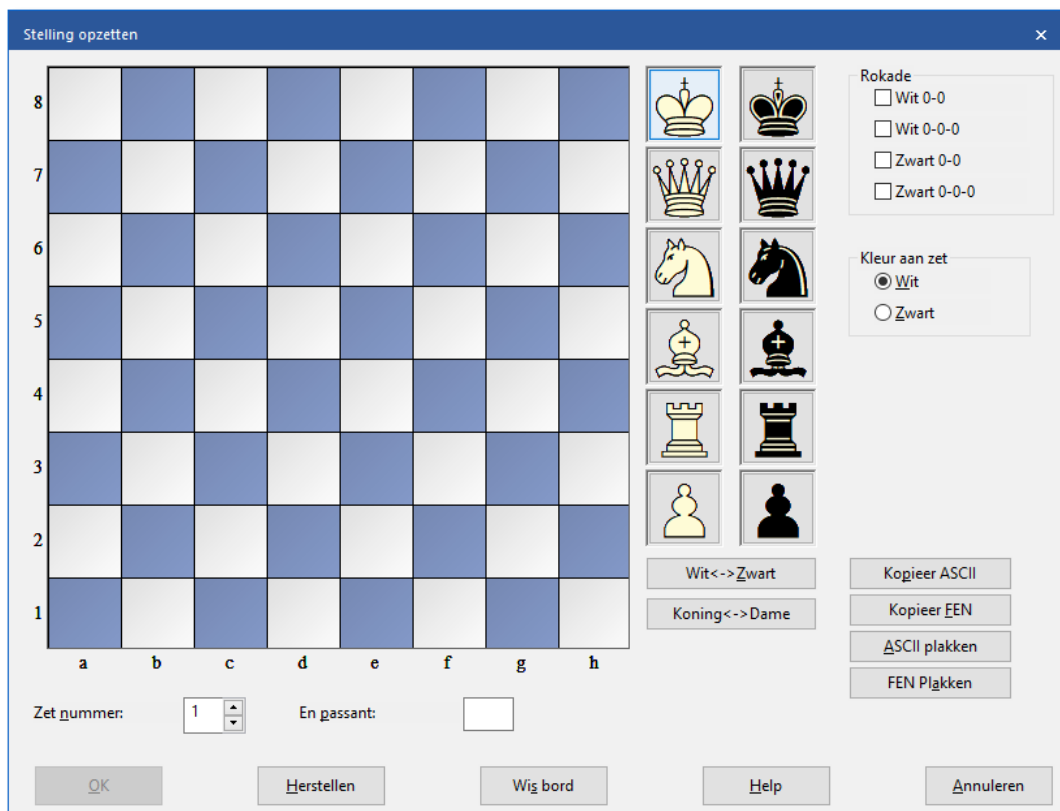 Stelling opzetten
8
7
6
5
4
3
2
1
a b c d e f g h
Rokade
Wit 0-0
Wit 0-0-0
Zwart 0-0
Zwart 0-0-0
Kleur aan zet
Wit
Zwart
Wit<->Zwart
Koning<->Dame
Kopieer ASCII
Kopieer FEN
ASCII plakken
FEN Plakken
Zet nummer: 1 En passant:
OK Herstellen Wis bord Help Annuleren